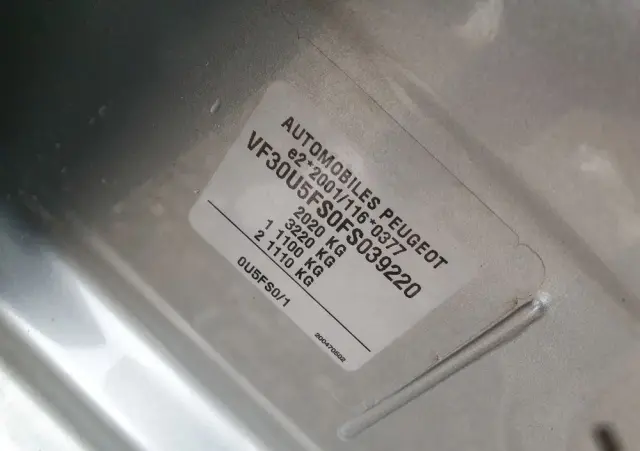 AUTOMOBILES PEUGEOT
e2*2001/116*0377
VF30U5FS0FS039220
2020 KG
3220 KG
1 1100 KG
2 1110 KG
0U5FS0/1